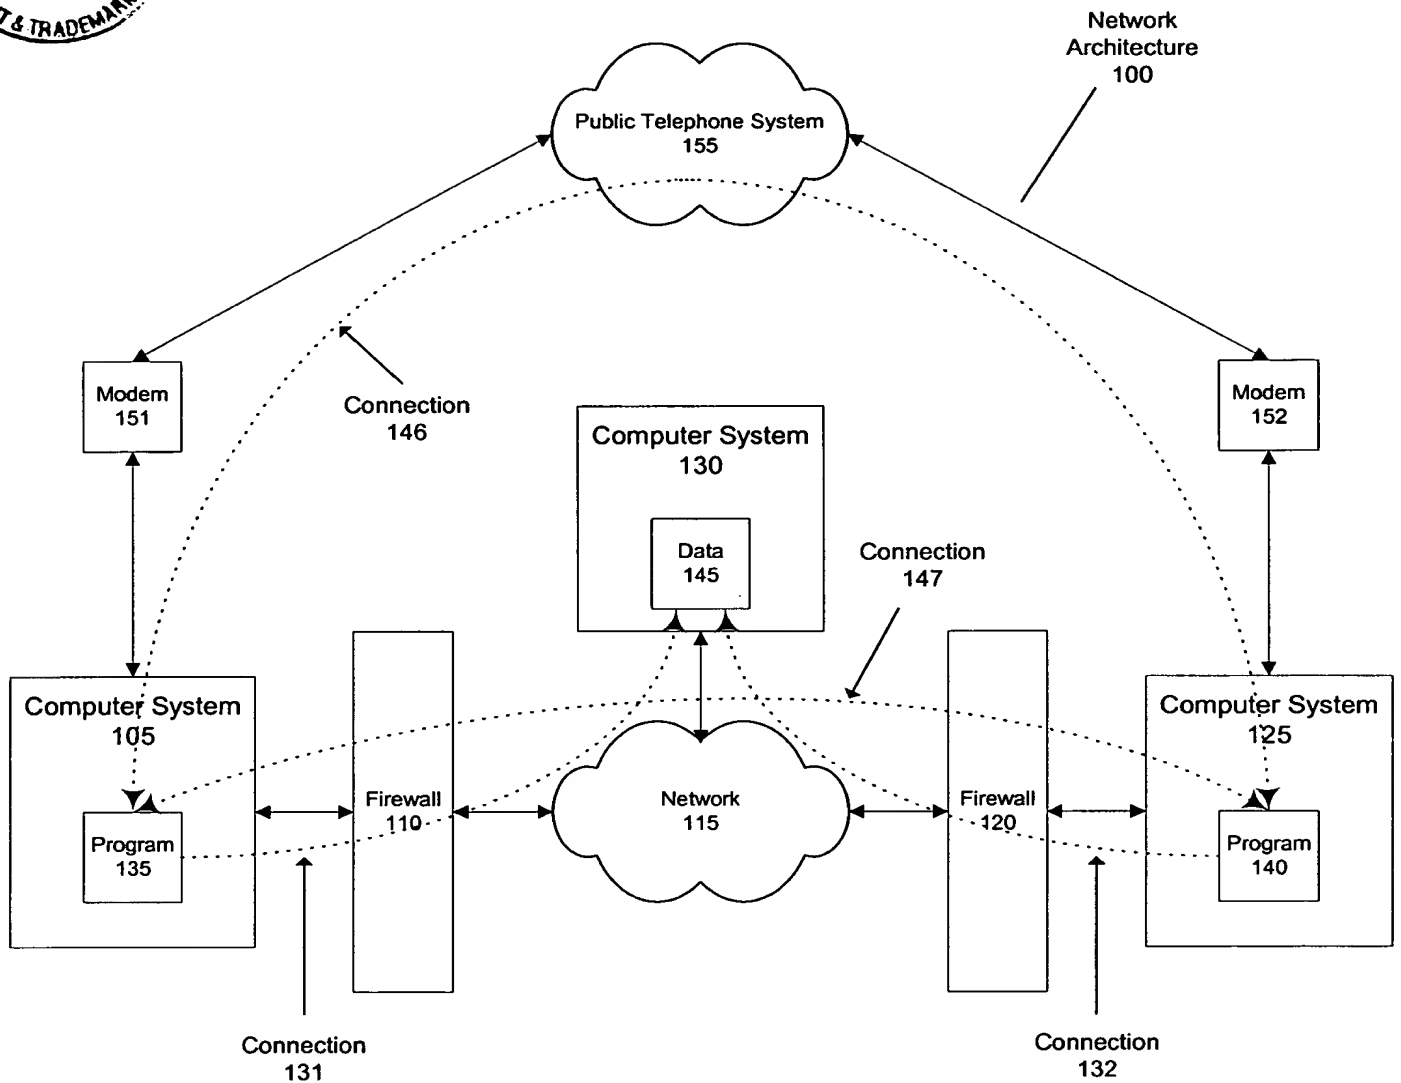 T & TRADEMARK
Network
Architecture
100
Public Telephone System
155
Modem
151
Connection
146
Modem
152
Computer System
130
Data
145
Connection
147
Computer System
105
Firewall
110
Network
115
Firewall
120
Computer System
125
Program
135
Program
140
Connection
131
Connection
132